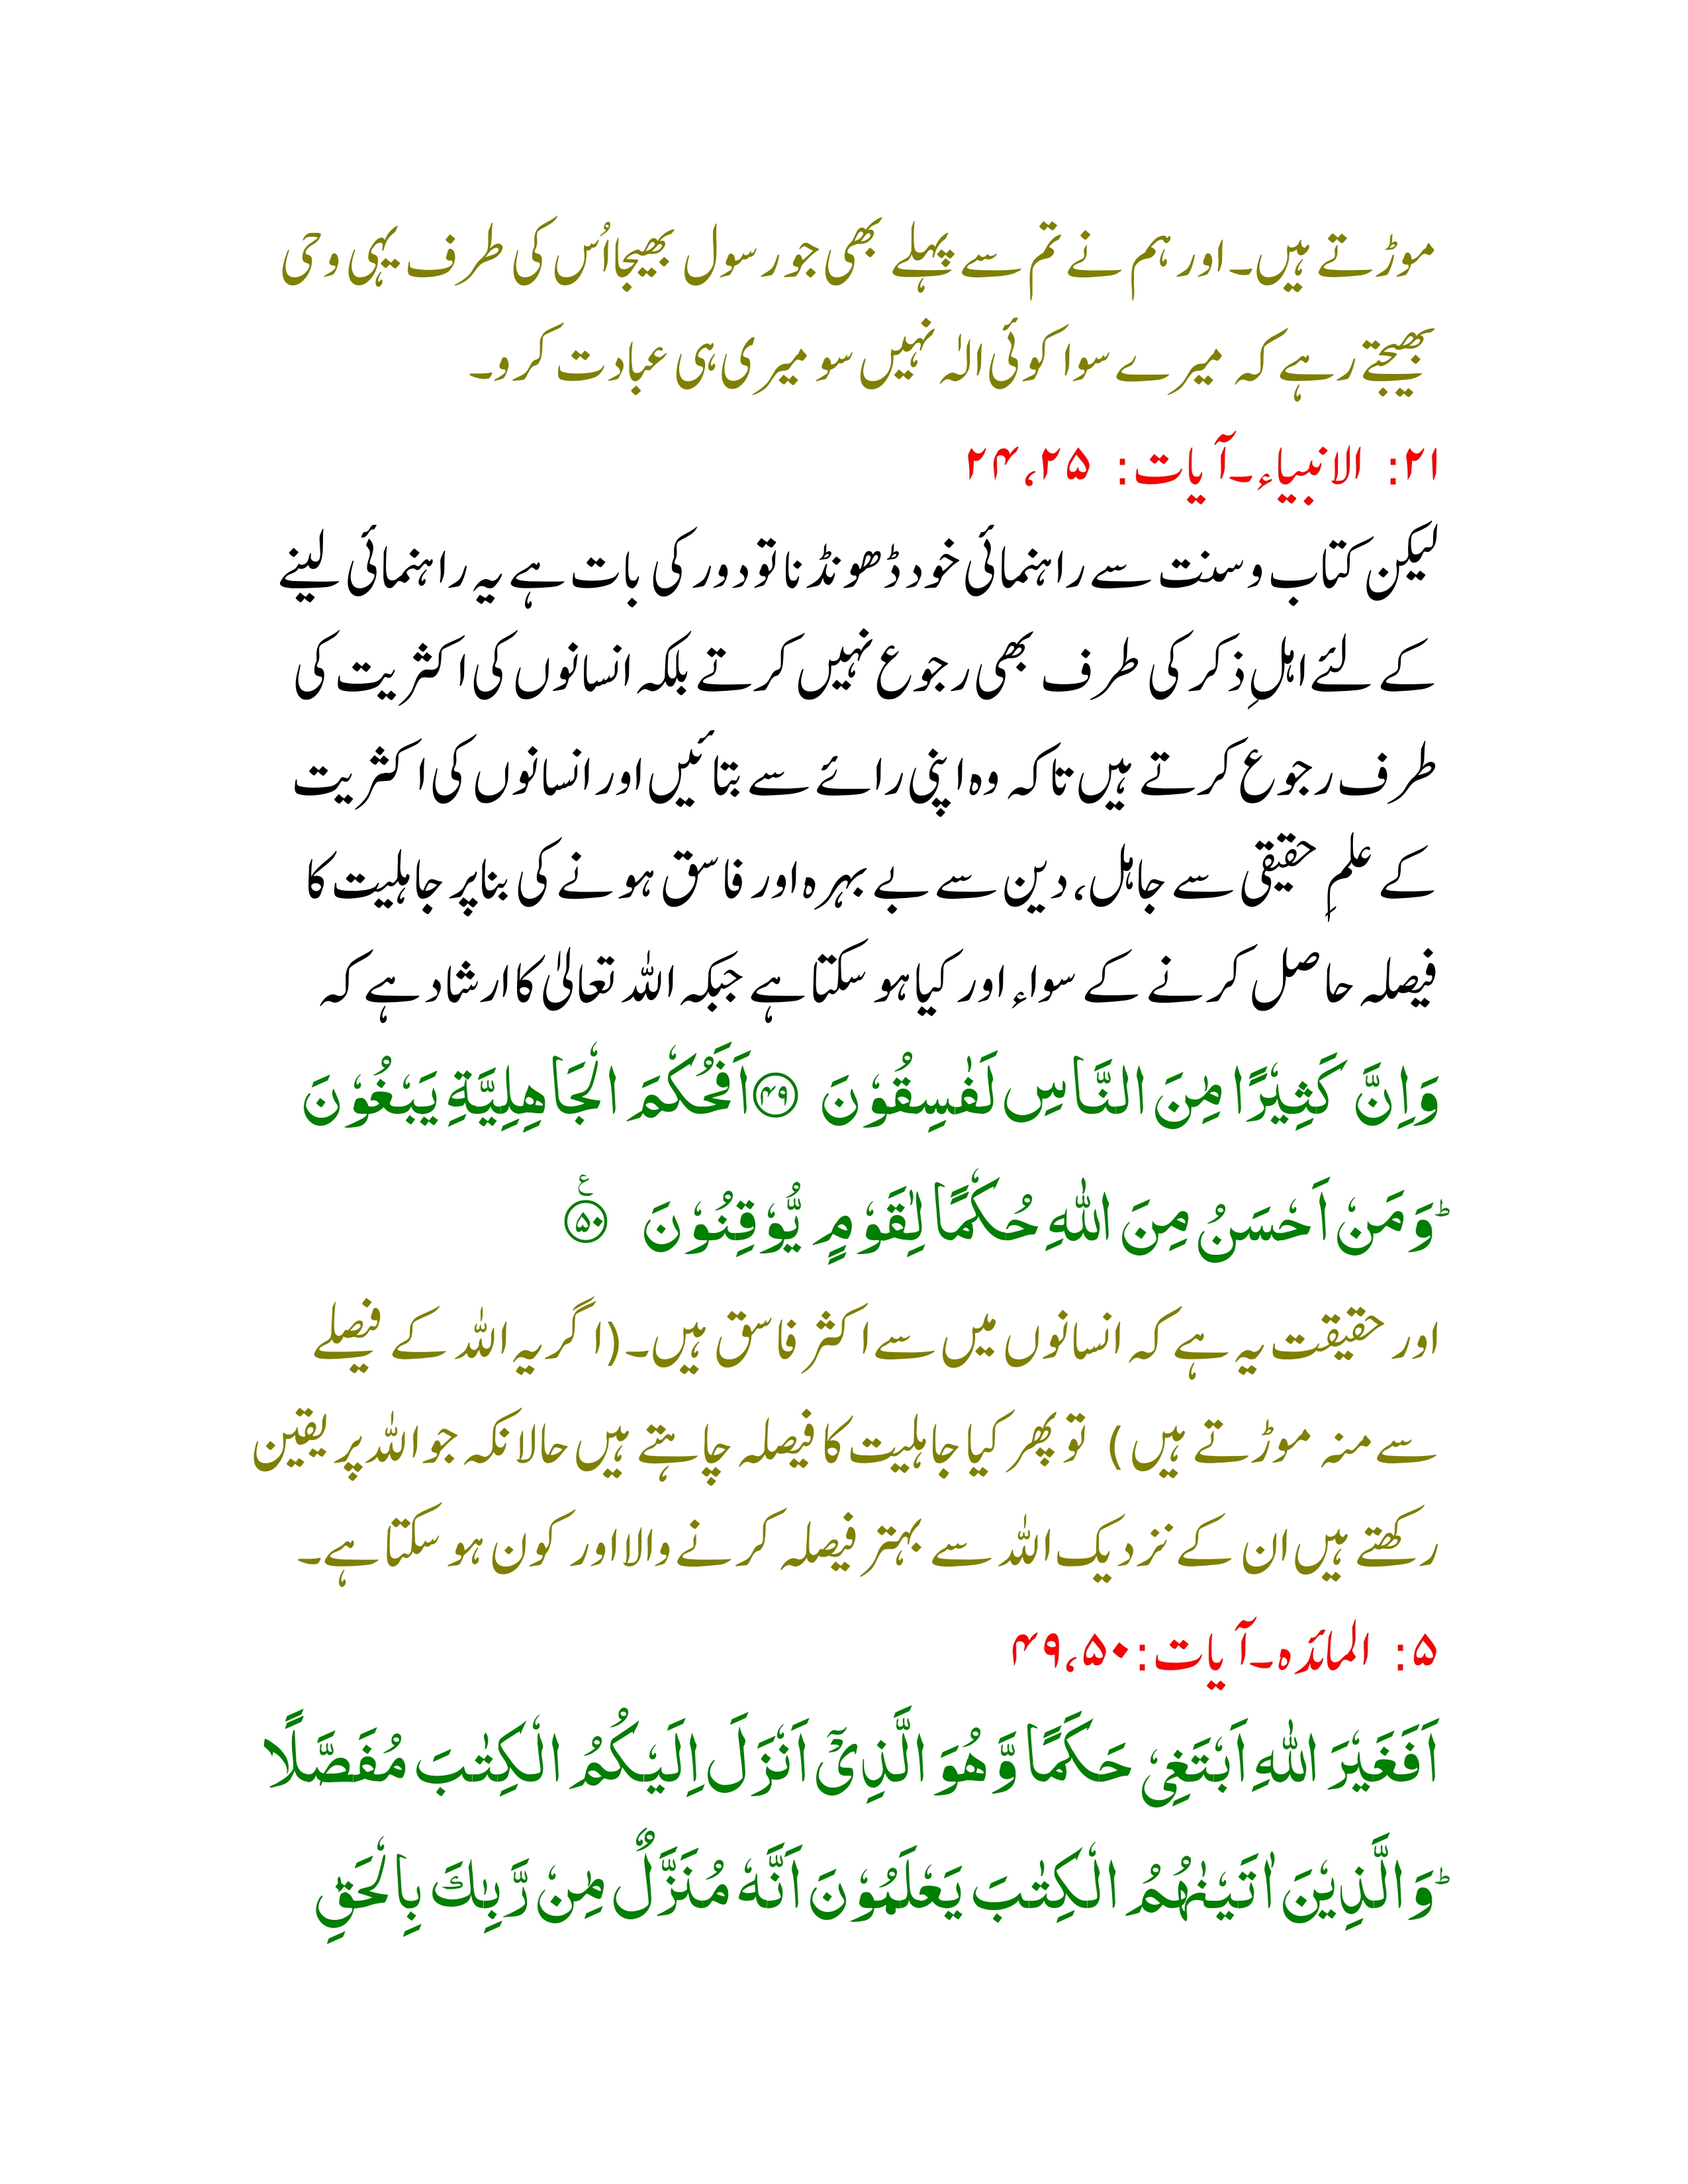 موڑتے ہیں۔اور ہم نے تم سے پہلے بھی جو رسول بھیجا اُس کی طرف یہی وحی
بھیجتے رہے کہ میرے سوا کوئی الٰہ نہیں سو میری ہی عبادت کرو۔
۲۱: الانبیاء۔آیات: ۲۴،۲۵
لیکن کتاب و سنت سے راہنمائی خود ڈھونڈنا تو دور کی بات ہے یہ راہنمائی لینے
کے لئے اہلِ ذکر کی طرف بھی رجوع نہیں کرتے بلکہ انسانوں کی اکثریت کی
طرف رجوع کرتے ہیں تاکہ وہ اپنی رائے سے بتائیں اور انسانوں کی اکثریت
کے علمِ حقیقی سے جاہل، دین سے بے بہرہ اور فاسق ہونے کی بنا پر جاہلیت کا
فیصلہ حاصل کرنے کے سواء اور کیا ہو سکتا ہے جبکہ اللہ تعالیٰ کا ارشاد ہے کہ
وَاِنَّ كَثِيْرًا مِّنَ النَّاسِ لَفٰسِقُوْنَ ۝۴۹ اَفَحُكْمَ الْجَاهِلِيَّةِ يَبْغُوْنَ
ۭوَمَنْ اَحْسَنُ مِنَ اللّٰهِ حُكْمًا لِّقَوْمٍ يُّوْقِنُوْنَ ۝۵۰ۧ
اور حقیقت یہ ہے کہ انسانوں میں سے اکثر فاسق ہیں۔(اگر یہ اللہ کے فیصلے
سے منہ موڑتے ہیں) تو پھر کیا جاہلیت کا فیصلہ چاہتے ہیں حالانکہ جو اللہ پر یقین
رکھتے ہیں ان کے نزدیک اللہ سے بہتر فیصلہ کرنے والا اور کون ہو سکتا ہے۔
۵: المائدہ۔آیات:۴۹،۵۰
اَفَغَيْرَ اللّٰهِ اَبْتَغِيْ حَكَمًا وَّهُوَ الَّذِيْٓ اَنْزَلَ اِلَيْكُمُ الْكِتٰبَ مُفَصَّلًا
ۭوَالَّذِيْنَ اٰتَيْنٰهُمُ الْكِتٰبَ يَعْلَمُوْنَ اَنَّهٗ مُنَزَّلٌ مِّنْ رَّبِّكَ بِالْحَقِّ